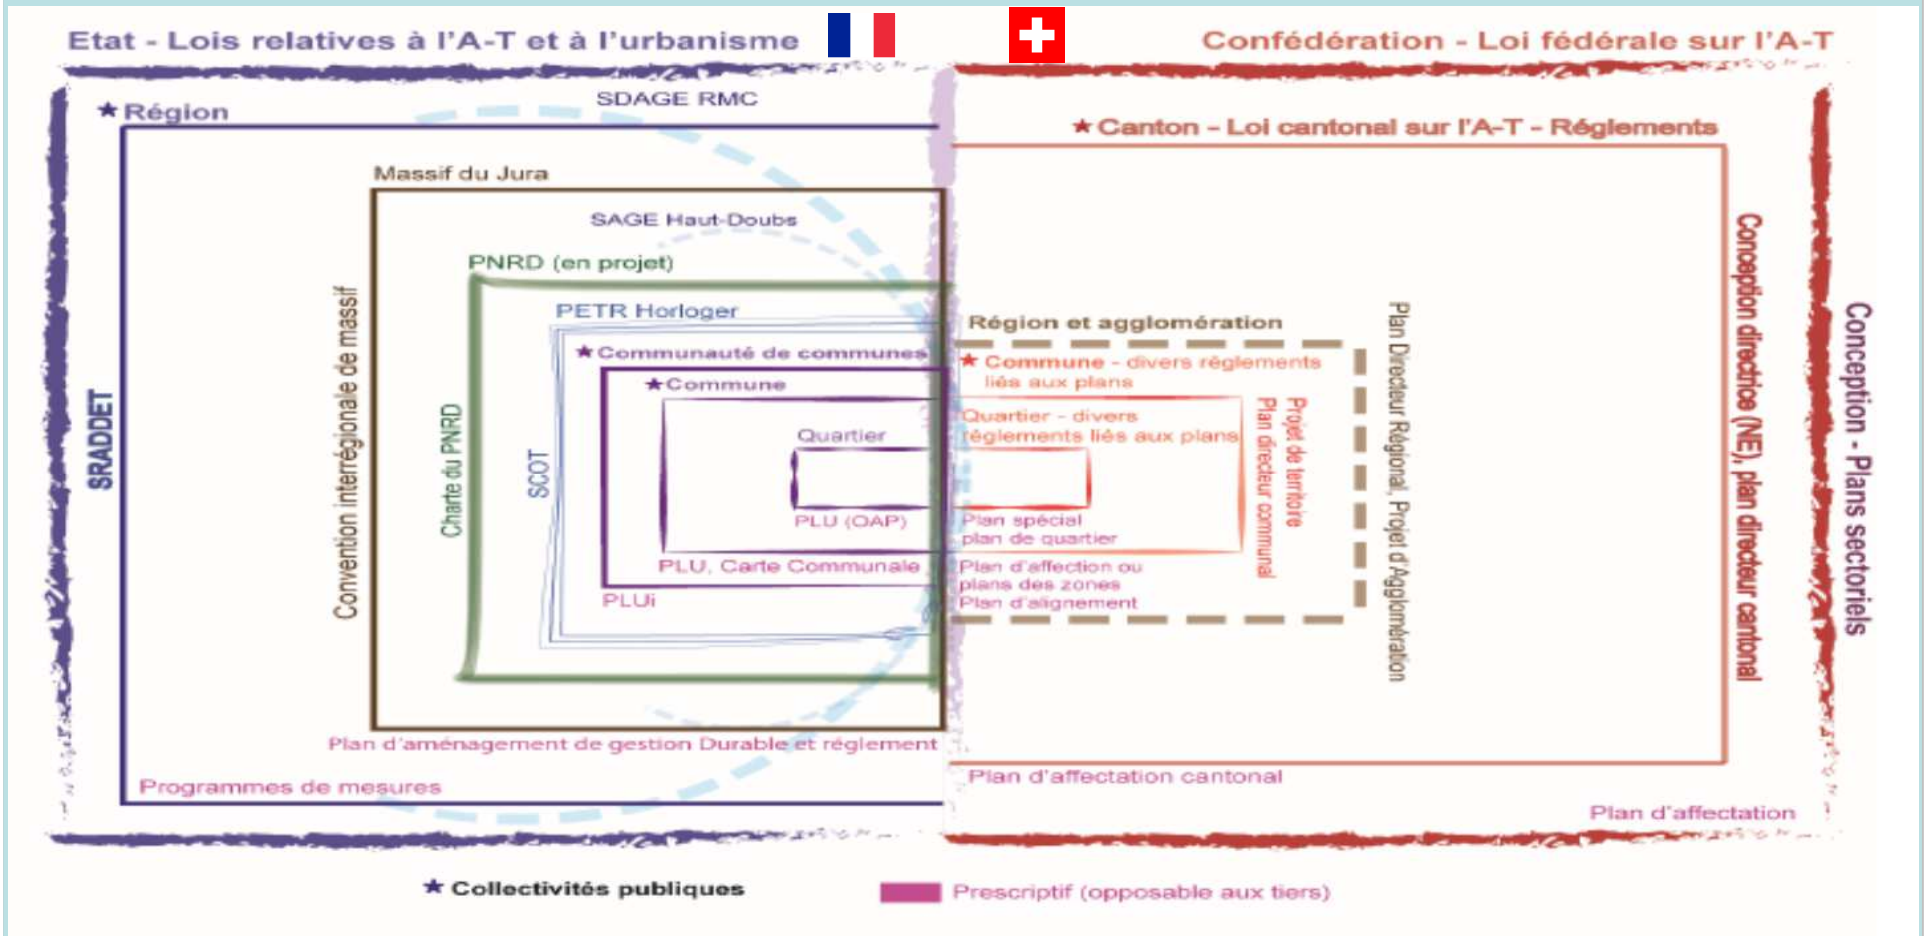 Etat - Lois relatives à l'A-T et à l'urbanisme
Confédération - Loi fédérale sur l'A-T
SDAGE RMC
★ Région
★ Canton - Loi cantonal sur l'A-T - Réglements
Massif du Jura
SAGE Haut-Doubs
PNRD (en projet)
PETR Horloger
Région et agglomération
★ Communauté de communes
★ Commune - divers réglements
liés aux plans
★ Commune
Quartier - divers
réglements liés aux plans
Quartier
PLU (OAP)
Plan spécial
plan de quartier
PLU, Carte Communale
Plan d'affection ou
plans des zones
Plan d'alignement
PLUi
SRADDET
Convention interrégionale de massif
Charte du PNRD
SCOT
Projet de territoire
Plan directeur communal
Plan Directeur Régional, Projet d'Agglomération
Conception directrice (NE), plan directeur cantonal
Conception - Plans sectoriels
Plan d'aménagement de gestion Durable et réglement
Plan d'affectation cantonal
Programmes de mesures
Plan d'affectation
★ Collectivités publiques
Prescriptif (opposable aux tiers)